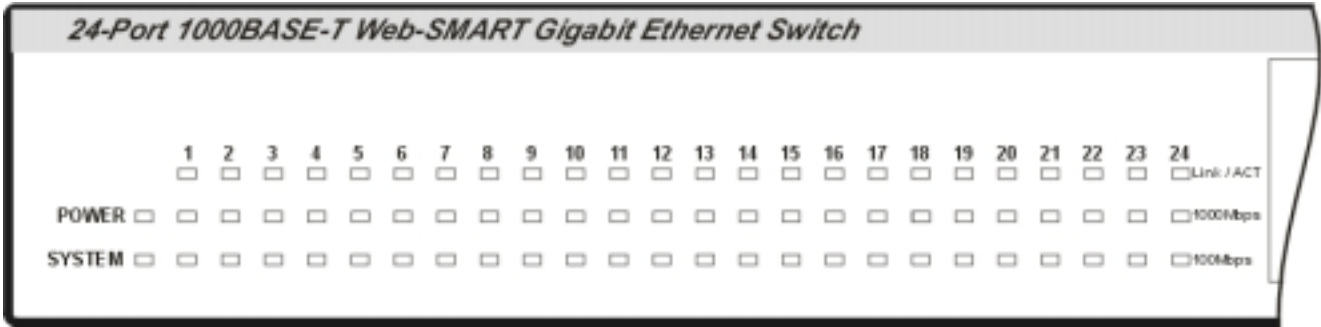 24-Port 1000BASE-T Web-SMART Gigabit Ethernet Switch
1 2 3 4 5 6 7 8 9 10 11 12 13 14 15 16 17 18 19 20 21 22 23 24
Link / ACT
POWER 1000Mbps
SYSTEM 100Mbps